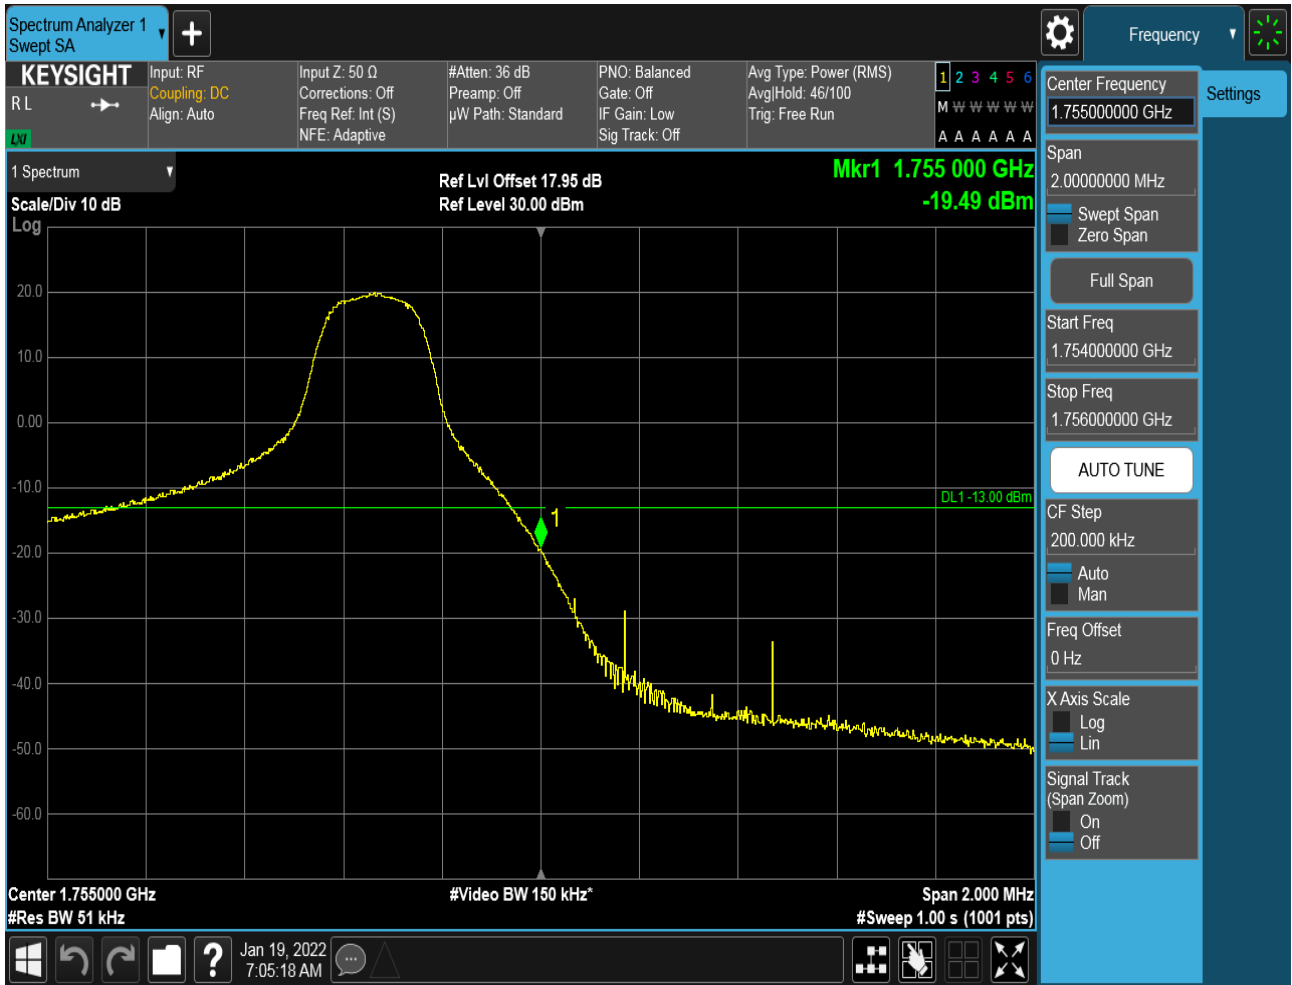 Spectrum Analyzer 1
Swept SA
Frequency
KEYSIGHT
R L
LXI
Input: RF
Coupling: DC
Align: Auto
Input Z: 50 Ω
Corrections: Off
Freq Ref: Int (S)
NFE: Adaptive
#Atten: 36 dB
Preamp: Off
µW Path: Standard
PNO: Balanced
Gate: Off
IF Gain: Low
Sig Track: Off
Avg Type: Power (RMS)
Avg|Hold: 46/100
Trig: Free Run
1 2 3 4 5 6
M W W W W W
A A A A A A
1 Spectrum
Scale/Div 10 dB
Log
Ref Lvl Offset 17.95 dB
Ref Level 30.00 dBm
Mkr1 1.755 000 GHz
-19.49 dBm
20.0
10.0
0.00
-10.0
-20.0
-30.0
-40.0
-50.0
-60.0
DL1 -13.00 dBm
1
Center 1.755000 GHz
#Res BW 51 kHz
#Video BW 150 kHz*
Span 2.000 MHz
#Sweep 1.00 s (1001 pts)
Jan 19, 2022
7:05:18 AM
Center Frequency
1.755000000 GHz
Settings
Span
2.00000000 MHz
Swept Span
Zero Span
Full Span
Start Freq
1.754000000 GHz
Stop Freq
1.756000000 GHz
AUTO TUNE
CF Step
200.000 kHz
Auto
Man
Freq Offset
0 Hz
X Axis Scale
Log
Lin
Signal Track
(Span Zoom)
On
Off